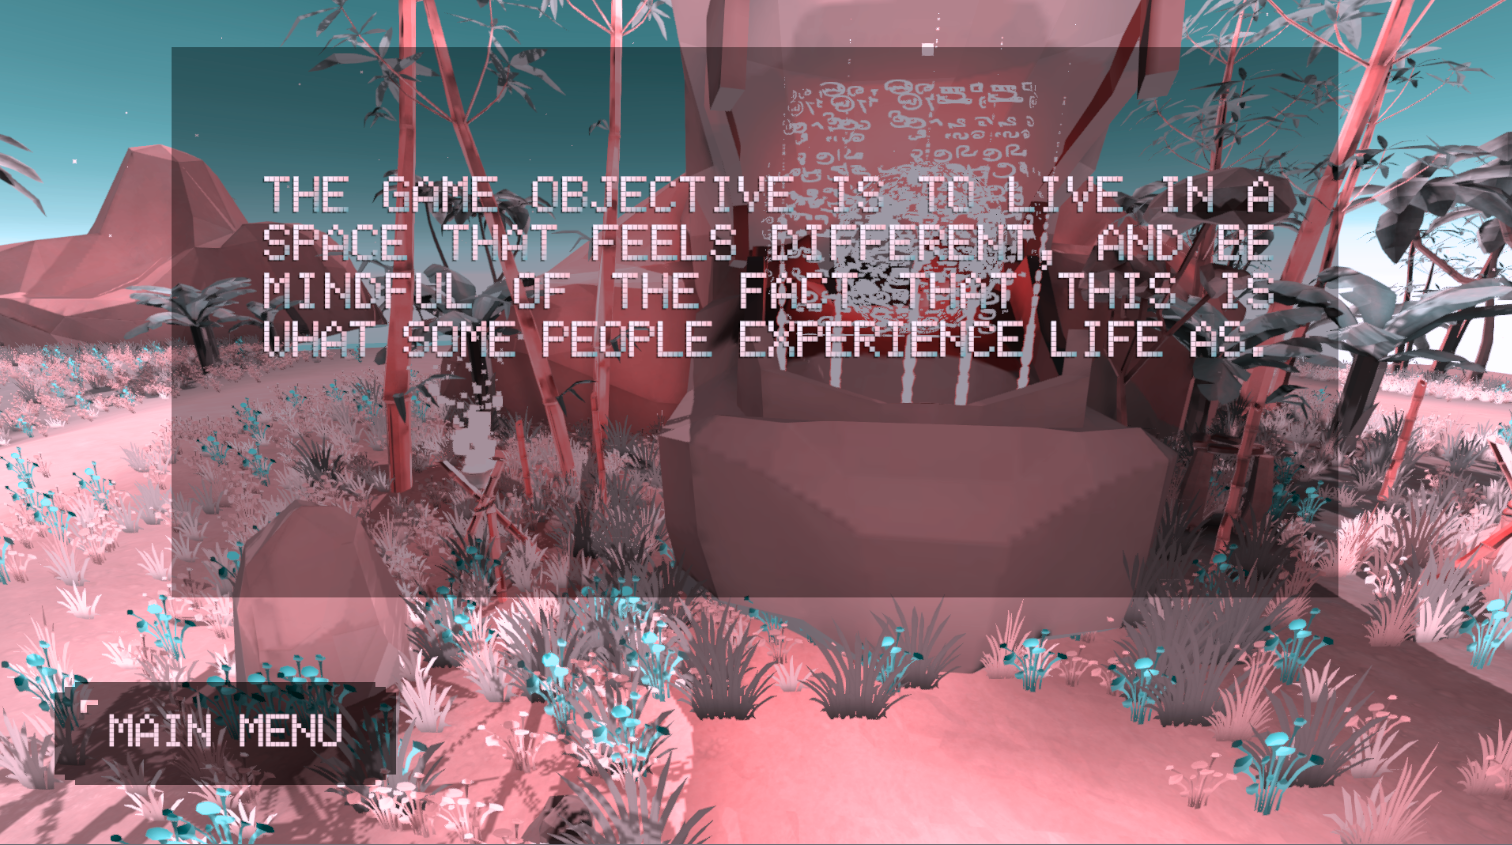 THE GAME OBJECTIVE IS TO LIVE IN A
SPACE THAT FEELS DIFFERENT, AND BE
MINDFUL OF THE FACT THAT THIS IS
WHAT SOME PEOPLE EXPERIENCE LIFE AS.
MAIN MENU